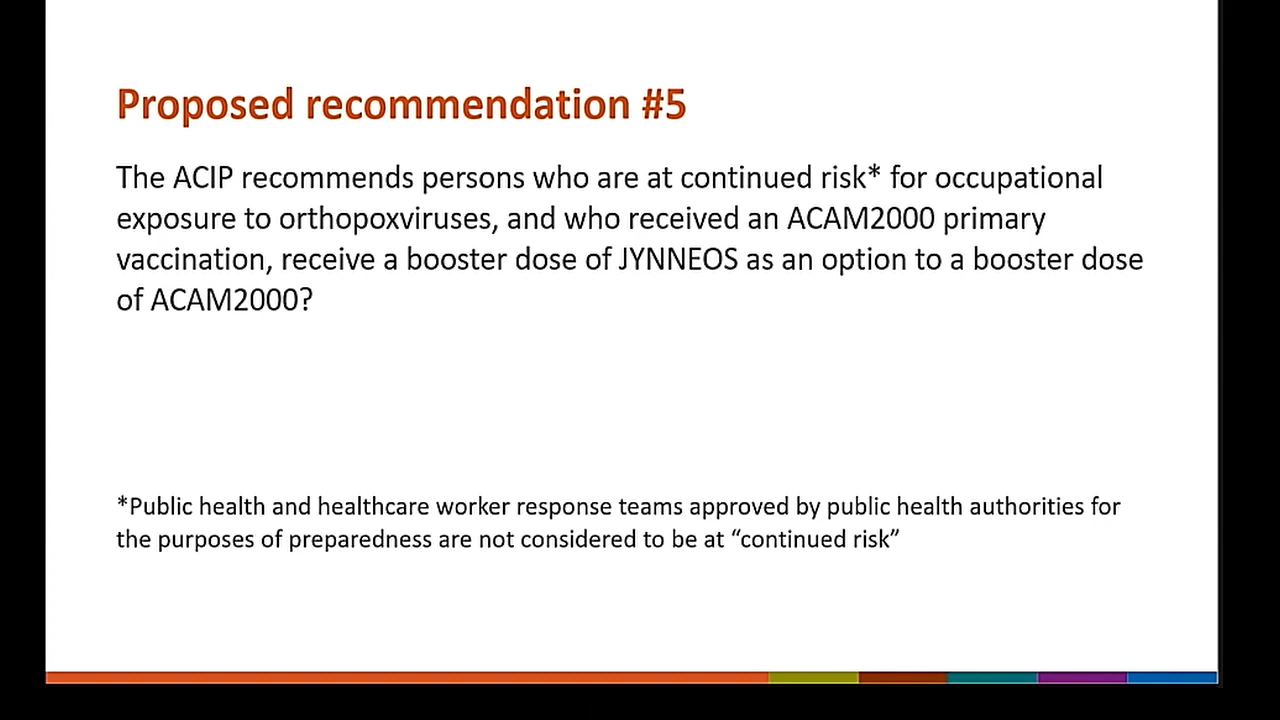 Proposed recommendation #5
The ACIP recommends persons who are at continued risk* for occupational
exposure to orthopoxviruses, and who received an ACAM2000 primary
vaccination, receive a booster dose of JYNNEOS as an option to a booster dose
of ACAM2000?
*Public health and healthcare worker response teams approved by public health authorities for
the purposes of preparedness are not considered to be at “continued risk”